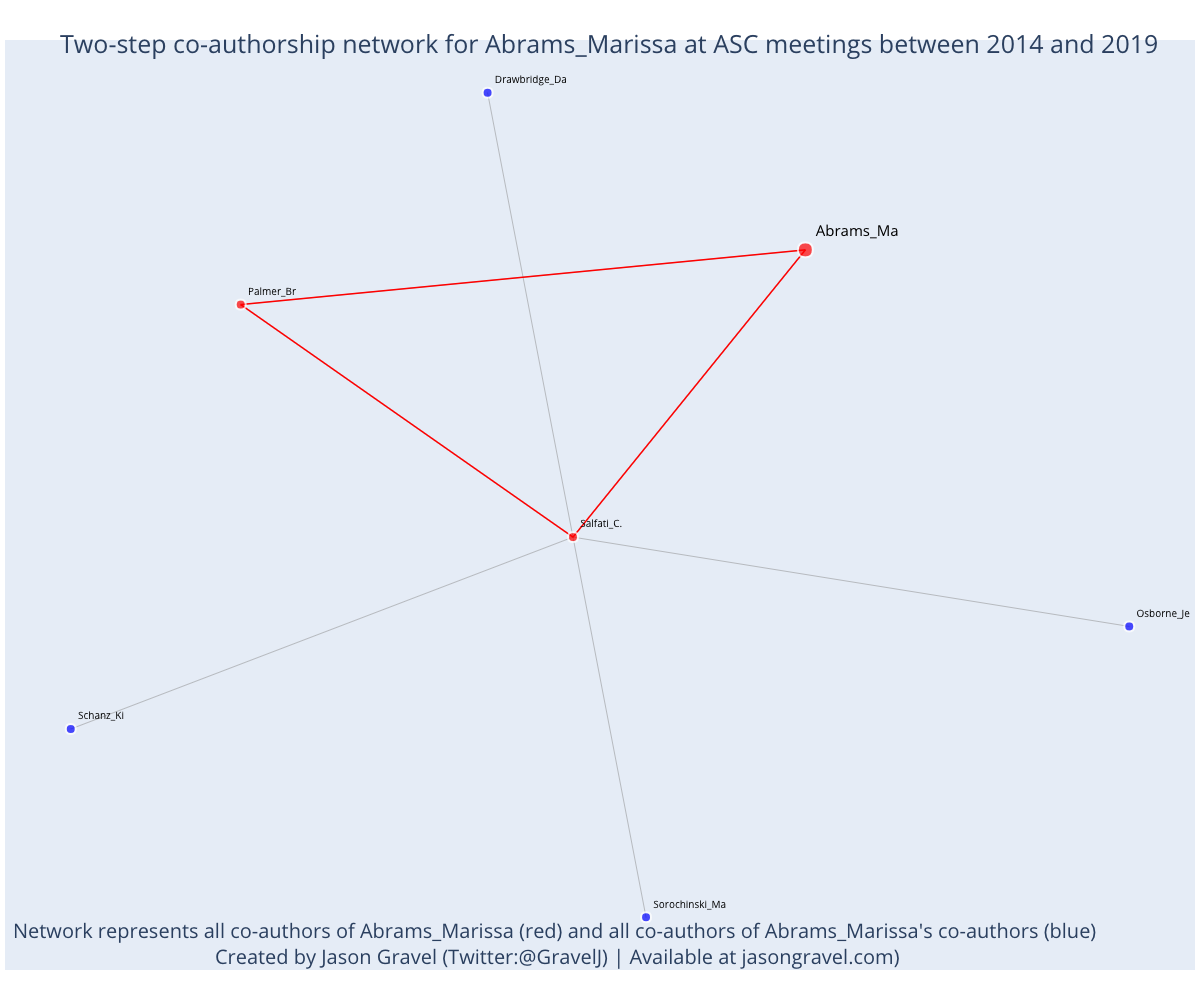 Two-step co-authorship network for Abrams_Marissa at ASC meetings between 2014 and 2019
Drawbridge_Da
Abrams_Ma
Palmer_Br
Salfati_C.
Osborne_Je
Schanz_Ki
Sorochinski_Ma
Network represents all co-authors of Abrams_Marissa (red) and all co-authors of Abrams_Marissa's co-authors (blue)
Created by Jason Gravel (Twitter:@GravelJ) | Available at jasongravel.com)